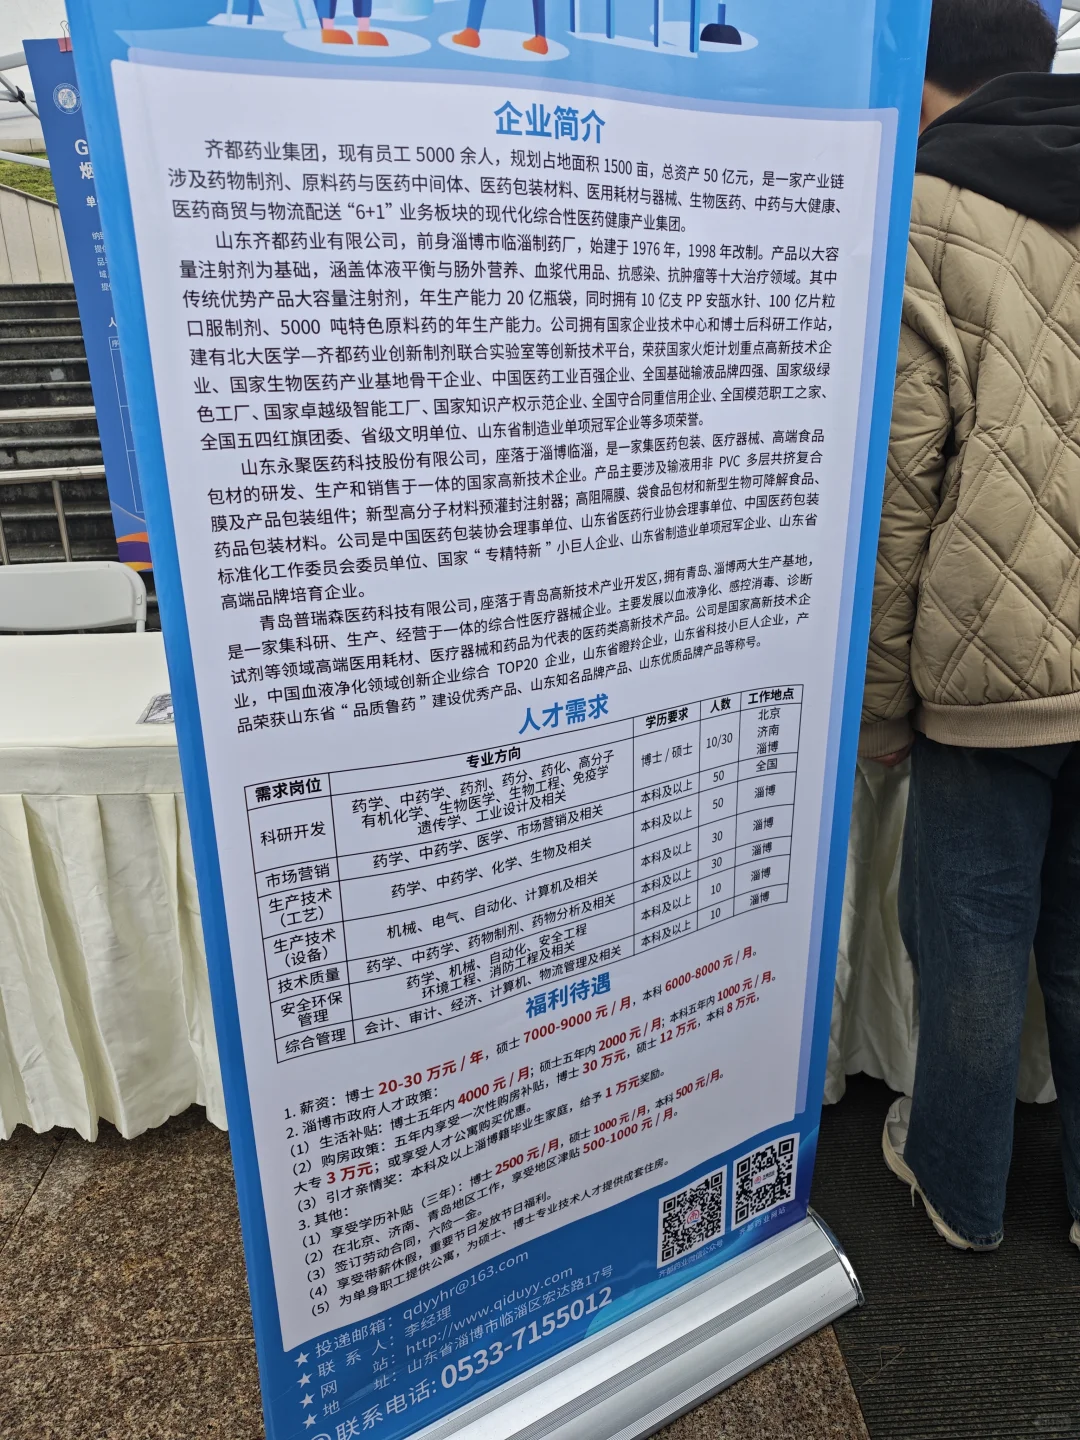 企业简介
齐都药业集团，现有员工 5000 余人，规划占地面积 1500 亩，总资产 50 亿元，是一家产业链
涉及药物制剂、原料药与医药中间体、医药包装材料、医用耗材与器械、生物医药、中药与大健康、
医药商贸与物流配送 “6+1” 业务板块的现代化综合性医药健康产业集团。
山东齐都药业有限公司，前身淄博市临淄制药厂，始建于 1976 年，1998 年改制。产品以大容
量注射剂为基础，涵盖体液平衡与肠外营养、血浆代用品、抗感染、抗肿瘤等十大治疗领域。其中
传统优势产品大容量注射剂，年生产能力 20 亿瓶袋，同时拥有 10 亿支 PP 安瓿水针、100 亿片粒
口服制剂、5000 吨特色原料药的年生产能力。公司拥有国家企业技术中心和博士后科研工作站，
建有北大医学—齐都药业创新制剂联合实验室等创新技术平台，荣获国家火炬计划重点高新技术企
业、国家生物医药产业基地骨干企业、中国医药工业百强企业、全国基础输液品牌四强、国家级绿
色工厂、国家卓越级智能工厂、国家知识产权示范企业、全国守合同重信用企业、全国模范职工之家、
全国五四红旗团委、省级文明单位、山东省制造业单项冠军企业等多项荣誉。
山东永聚医药科技股份有限公司，座落于淄博临淄，是一家集医药包装、医疗器械、高端食品
包材的研发、生产和销售于一体的国家高新技术企业。产品主要涉及输液用非 PVC 多层共挤复合
膜及产品包装组件；新型高分子材料预灌封注射器；高阻隔膜、袋食品包材和新型生物可降解食品、
药品包装材料。公司是中国医药包装协会理事单位、山东省医药行业协会理事单位、中国医药包装
标准化工作委员会委员单位、国家 “ 专精特新 ” 小巨人企业、山东省制造业单项冠军企业、山东省
高端品牌培育企业。
青岛普瑞森医药科技有限公司，座落于青岛高新技术产业开发区，拥有青岛、淄博两大生产基地，
是一家集科研、生产、经营于一体的综合性医疗器械企业。主要发展以血液净化、感控消毒、诊断
试剂等领域高端医用耗材、医疗器械和药品为代表的医药类高新技术产品。公司是国家高新技术企
业，中国血液净化领域创新企业综合 TOP20 企业，山东省瞪羚企业，山东省科技小巨人企业，产
品荣获山东省 “ 品质鲁药 ” 建设优秀产品、山东知名品牌产品、山东优质品牌产品等称号。
人才需求
需求岗位 专业方向 学历要求 人数 工作地点
科研开发 药学、中药学、药剂、药分、药化、高分子
有机化学、生物医学、生物工程、免疫学
遗传学、工业设计及相关 博士 / 硕士 10/30 北京
济南
淄博
市场营销 药学、中药学、医学、市场营销及相关 本科及以上 50 全国
生产技术
（工艺） 药学、中药学、化学、生物及相关 本科及以上 50 淄博
生产技术
（设备） 机械、电气、自动化、计算机及相关 本科及以上 30 淄博
技术质量 药学、中药学、药物制剂、药物分析及相关 本科及以上 30 淄博
安全环保
管理 药学、机械、自动化、安全工程
环境工程、消防工程及相关 本科及以上 10 淄博
综合管理 会计、审计、经济、计算机、物流管理及相关 本科及以上 10 淄博
福利待遇
1. 薪资：博士 20-30 万元 / 年，硕士 7000-9000 元 / 月，本科 6000-8000 元 / 月。
2. 淄博市政府人才政策：
（1）生活补贴：博士五年内 4000 元 / 月；硕士五年内 2000 元 / 月；本科五年内 1000 元 / 月。
（2）购房政策：五年内享受一次性购房补贴，博士 30 万元，硕士 12 万元，本科 8 万元，
大专 3 万元；或享受人才公寓购买优惠。
（3）引才亲情奖：本科及以上淄博籍毕业生家庭，给予 1 万元奖励。
3. 其他：
（1）享受学历补贴（三年）：博士 2500 元 / 月，硕士 1000 元 / 月，本科 500 元 / 月。
（2）在北京、济南、青岛地区工作，享受地区津贴 500-1000 元 / 月。
（3）签订劳动合同，六险一金。
（4）享受带薪休假，重要节日发放节日福利。
（5）为单身职工提供公寓，为硕士、博士专业技术人才提供成套住房。
★ 投递邮箱：qdyyhr@163.com
★ 联 系 人：李经理
★ 网 站：http://www.qiduyy.com
★ 地 址：山东省淄博市临淄区宏达路17号
联系电话：0533-7155012
齐都药业微信公众号
齐都药业网站